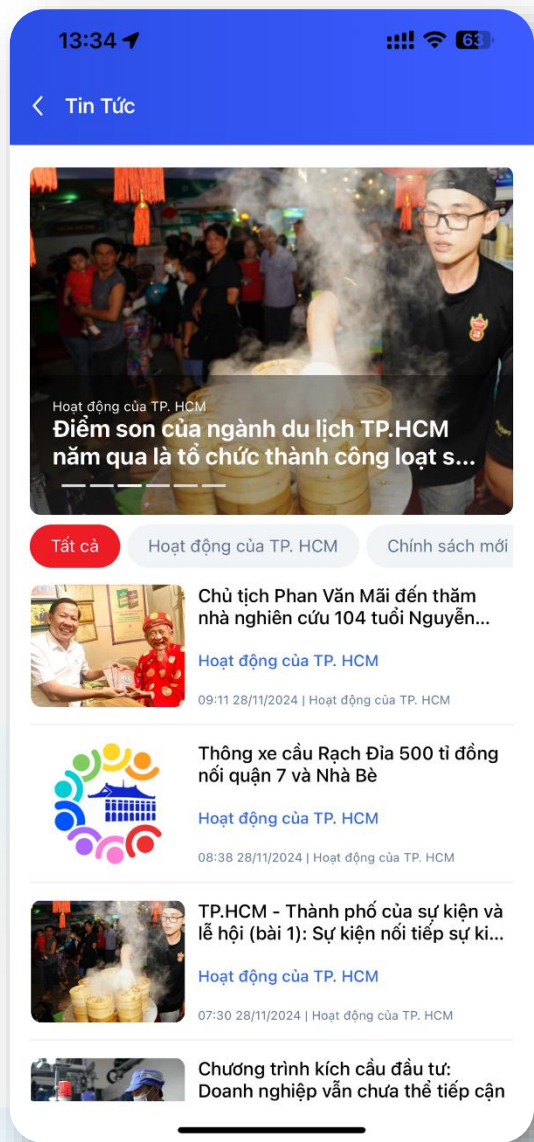 13:34
63
Tin Tức
Hoạt động của TP. HCM
Điểm son của ngành du lịch TP.HCM
năm qua là tổ chức thành công loạt s...
Tất cả
Hoạt động của TP. HCM
Chính sách mới
Chủ tịch Phan Văn Mãi đến thăm
nhà nghiên cứu 104 tuổi Nguyễn...
Hoạt động của TP. HCM
09:11 28/11/2024 | Hoạt động của TP. HCM
Thông xe cầu Rạch Đỉa 500 tỉ đồng
nối quận 7 và Nhà Bè
Hoạt động của TP. HCM
08:38 28/11/2024 | Hoạt động của TP. HCM
TP.HCM - Thành phố của sự kiện và
lễ hội (bài 1): Sự kiện nối tiếp sự ki...
Hoạt động của TP. HCM
07:30 28/11/2024 | Hoạt động của TP. HCM
Chương trình kích cầu đầu tư:
Doanh nghiệp vẫn chưa thể tiếp cận